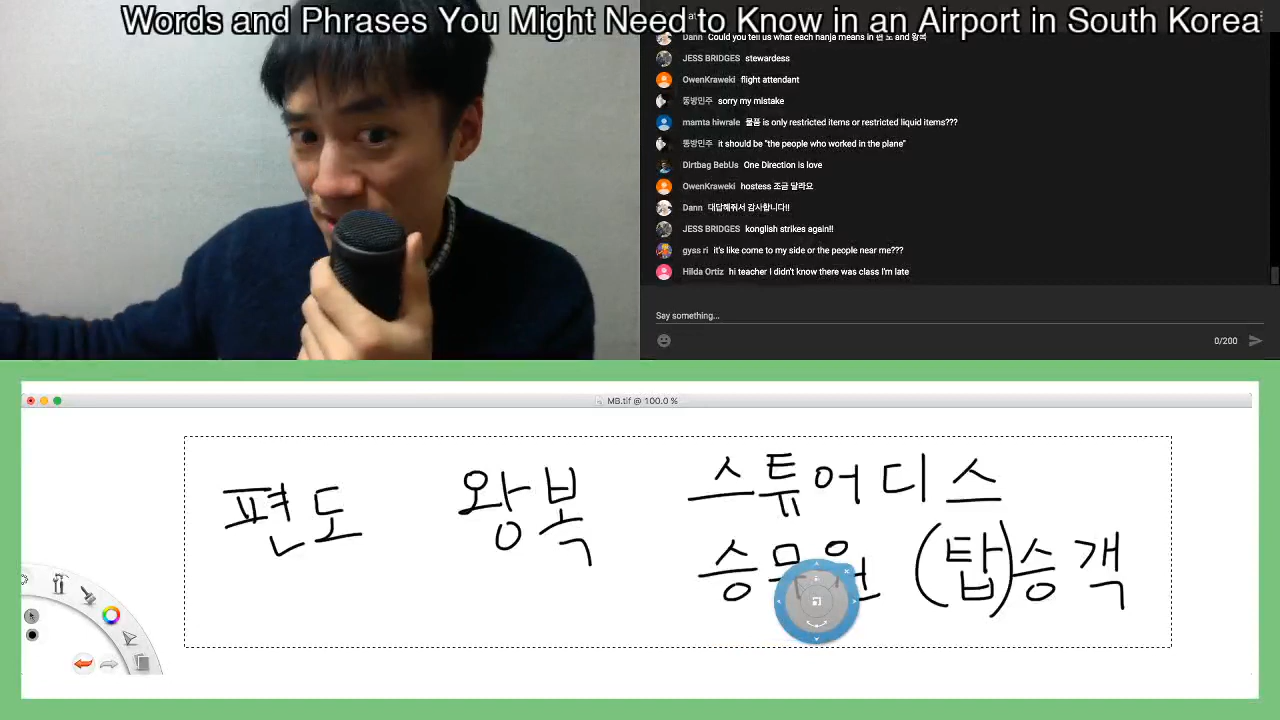 Words and Phrases You Might Need to Know in an Airport in South Korea
Dann Could you tell us what each hanja means in 편 도 and 왕복
JESS BRIDGES stewardess
OwenKraweki flight attendant
동방민주 sorry my mistake
mamta hiwrale 물품 is only restricted items or restricted liquid items???
동방민주 it should be "the people who worked in the plane"
Dirtbag BebUs One Direction is love
OwenKraweki hostess 조금 달라요
Dann 대답해줘서 감사합니다!!
JESS BRIDGES konglish strikes again!!
gyss ri it's like come to my side or the people near me???
Hilda Ortiz hi teacher I didn't know there was class I'm late
Say something...
0/200
MB.tif @ 100.0 %
편도 왕복 스튜어디스
승무원 (탑)승객